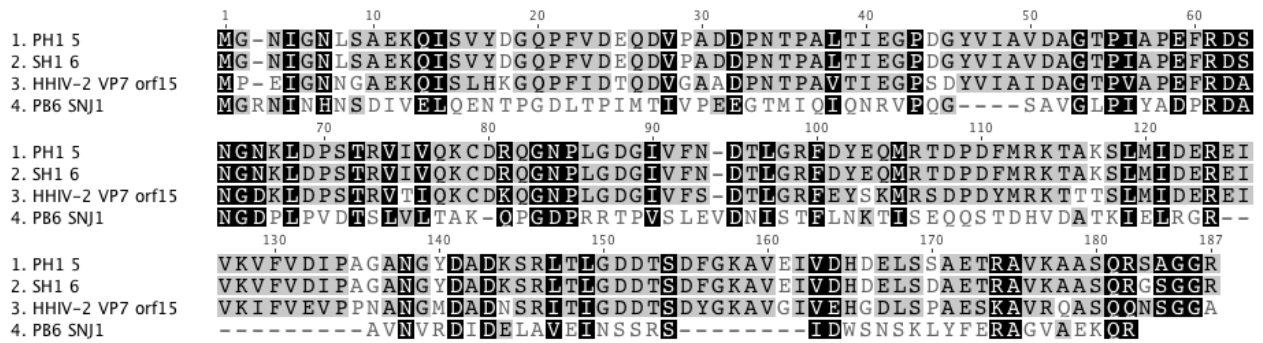 1 10 20 30 40 50 60
1. PH1 5 MG-NIGNLSAEKQISVYDGQPFVDEQDVPADDPNTPALTIEGPDGYVIAVDAGTPIAPEFRDS
2. SH1 6 MG-NIGNLSAEKQISVYDGQPFVDEQDVPADDPNTPALTIEGPDGYVIAVDAGTPIAPEFRDS
3. HHIV-2 VP7 orf15 MP-EIGNNGAEKQISLHKGQPFIDTQDVGAADPNTPAVTIEGPSDYVIAIDAGTPVAPEFRDA
4. PB6 SNJ1 MGRNINHNSDIVELQENTPGDLTPIMTIVPEEGTMIQIQNRVPQG----SAVGLPIYADPRDA
70 80 90 100 110 120
1. PH1 5 NGNKLDPSTRVIVQKCDRQGNPLGDGIVFN-DTLGRFDYEQMRTDPDFMRKTAKSLMIDEREI
2. SH1 6 NGNKLDPSTRVIVQKCDRQGNPLGDGIVFN-DTLGRFDYEQMRTDPDFMRKTAKSLMIDEREI
3. HHIV-2 VP7 orf15 NGDKLDPSTRVTIQKCDKQGNPLGDGIVFS-DTLGRFEYSKMRSDPDYMRKTTTSLMIDEREI
4. PB6 SNJ1 NGDPLPVDTSLVLTAK-QPGDPRRTPVSLEVDNISTFLNKTISEQQSTDHVDATKIELRGR--
130 140 150 160 170 180 187
1. PH1 5 VKVFVDIPAGANGYDADKSRLTLGDDTSDFGKAVEIVDHDELSSAETRAVKAASQRSAGGR
2. SH1 6 VKVFVDIPAGANGYDADKSRLTLGDDTSDFGKAVEIVDHDELSDAETRAVKAASQRGSGGR
3. HHIV-2 VP7 orf15 VKIFVEVPPNANGMDADNSRITIGDDTSDYGKAVGIVEHGDLSPAESKAVRQASQQNSGGA
4. PB6 SNJ1 ---------AVNVRDIDELAVEINSSRS--------IDWSNSKLYFERAGVAEKQR